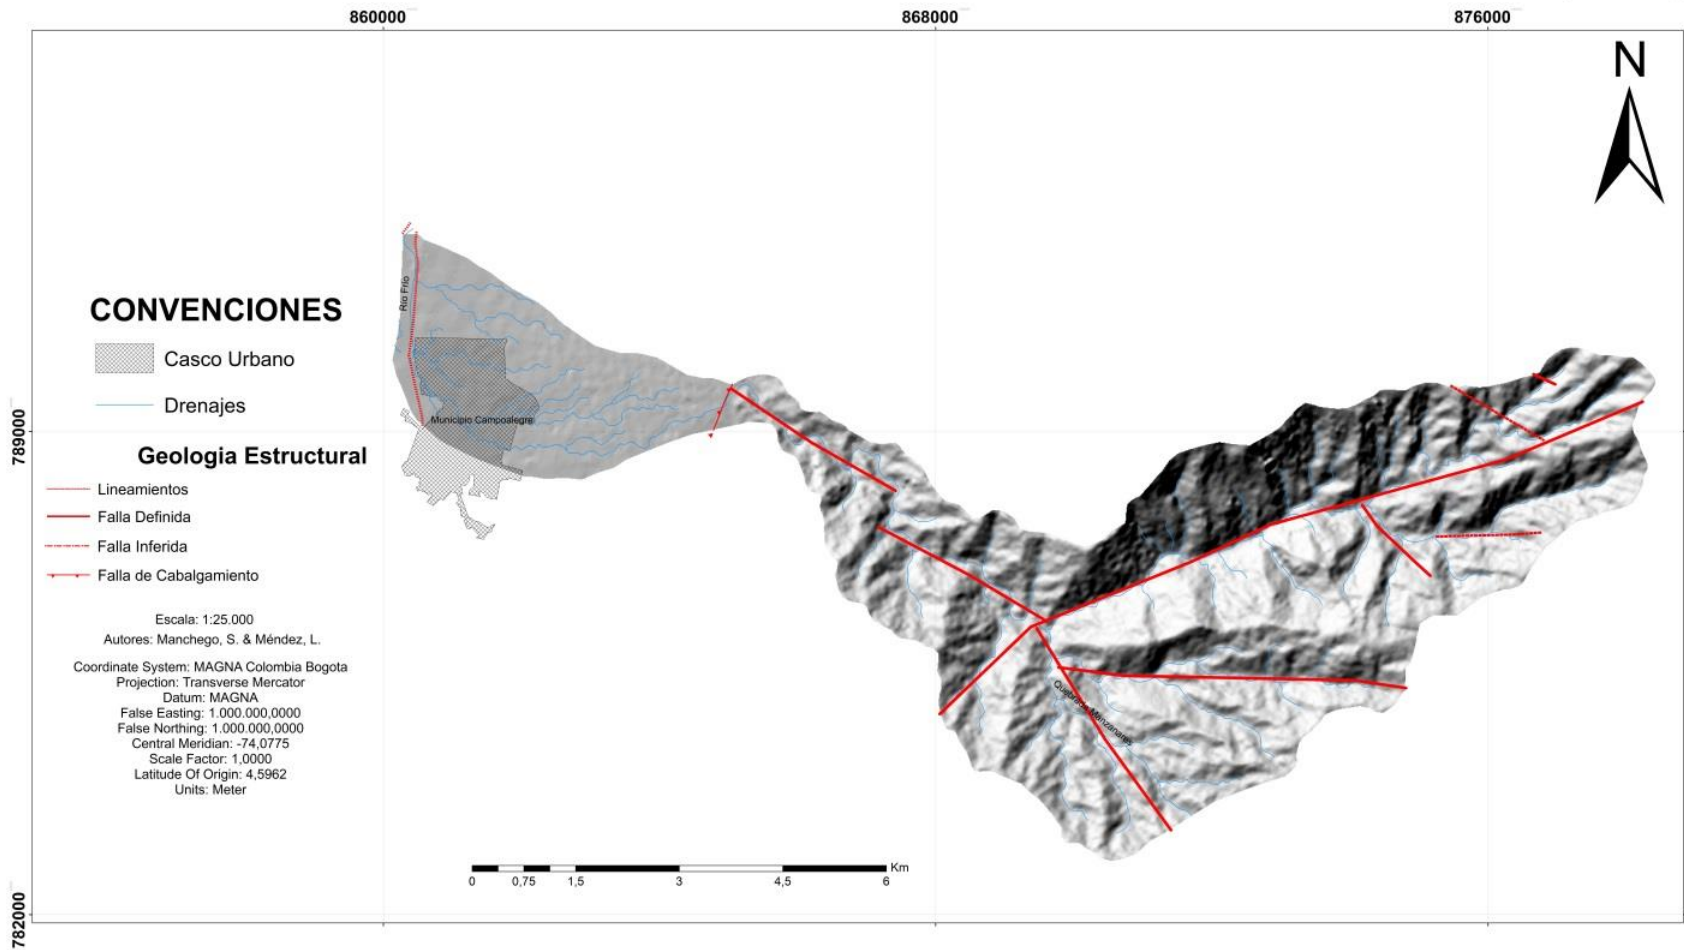 860000
868000
876000
N
Río Frío
CONVENCIONES
Casco Urbano
Drenajes
Municipio Campoalegre
789000
Geologia Estructural
Lineamientos
Falla Definida
Falla Inferida
Falla de Cabalgamiento
Escala: 1:25.000
Autores: Manchego, S. & Méndez, L.
Coordinate System: MAGNA Colombia Bogota
Projection: Transverse Mercator
Datum: MAGNA
False Easting: 1.000.000,0000
False Northing: 1.000.000,0000
Central Meridian: -74,0775
Scale Factor: 1,0000
Latitude Of Origin: 4,5962
Units: Meter
Quebrada Manzanares
Km
0 0,75 1,5 3 4,5 6
782000